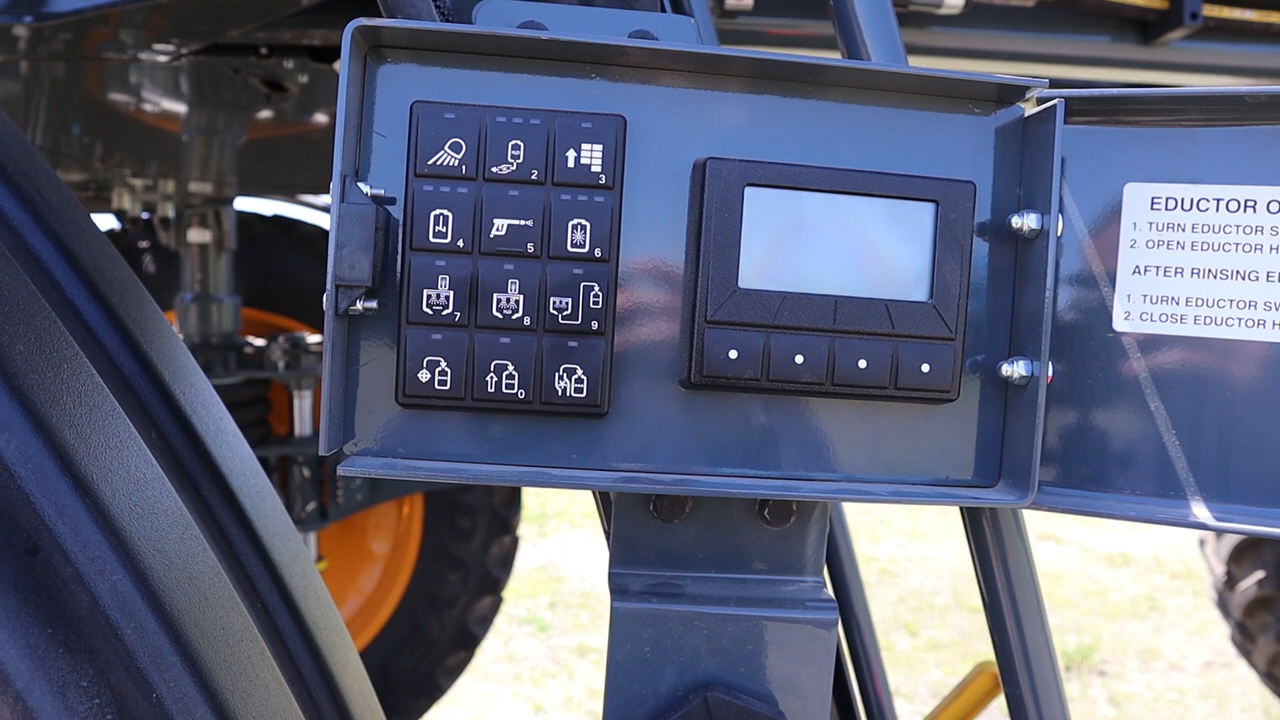 1
2
3
4
5
6
7
8
9
0
EDUCTOR O
1. TURN EDUCTOR S
2. OPEN EDUCTOR H
AFTER RINSING E
1. TURN EDUCTOR SW
2. CLOSE EDUCTOR H